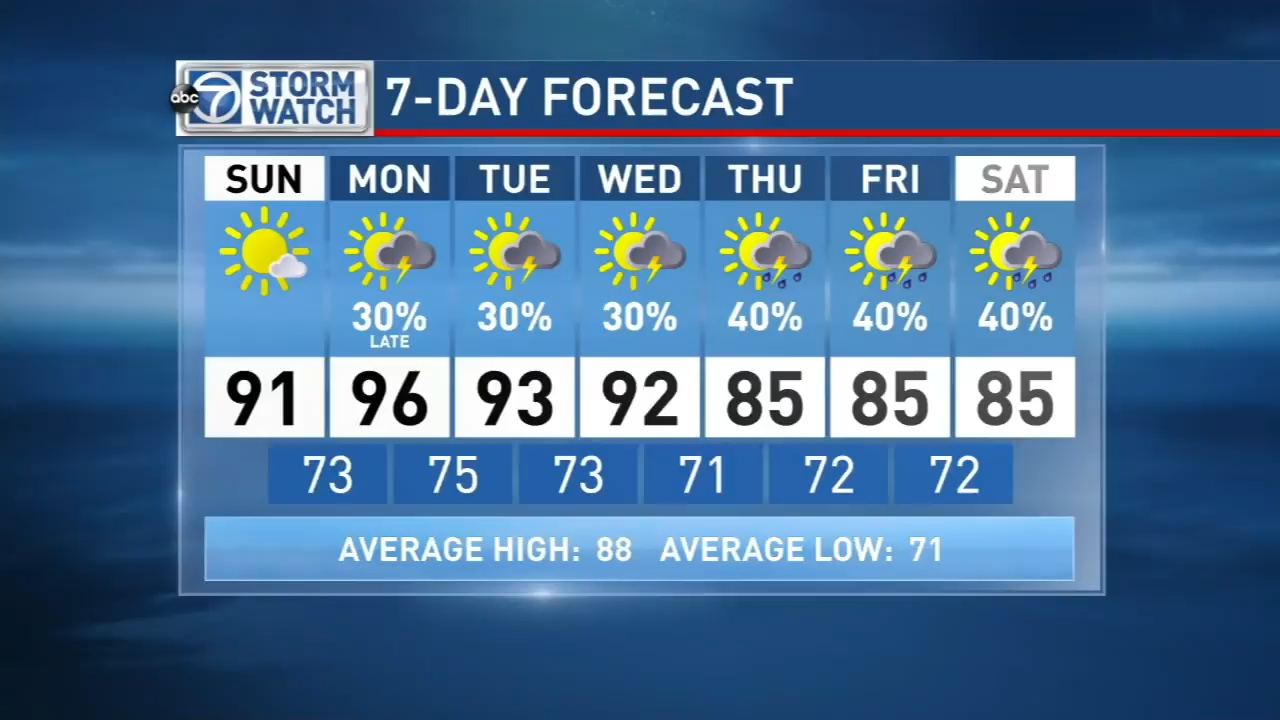 abc 7 STORM
WATCH
7-DAY FORECAST
SUN MON TUE WED THU FRI SAT
30% 30% 30% 40% 40% 40%
LATE
91 96 93 92 85 85 85
73 75 73 71 72 72
AVERAGE HIGH: 88 AVERAGE LOW: 71